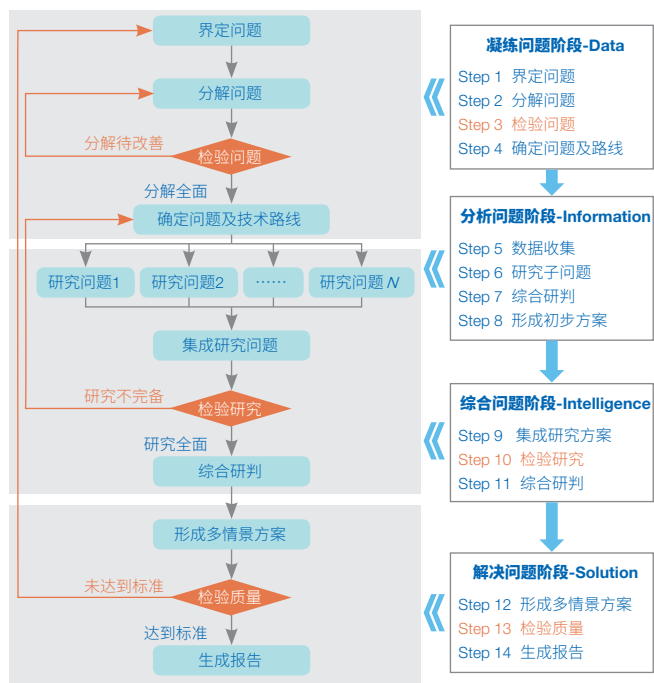 界定问题
分解问题
分解待改善
检验问题
分解全面
确定问题及技术路线
研究问题1
研究问题2
……
研究问题 N
集成研究问题
研究不完备
检验研究
研究全面
综合研判
形成多情景方案
未达到标准
检验质量
达到标准
生成报告
凝练问题阶段-Data
Step 1 界定问题
Step 2 分解问题
Step 3 检验问题
Step 4 确定问题及路线
分析问题阶段-Information
Step 5 数据收集
Step 6 研究子问题
Step 7 综合研判
Step 8 形成初步方案
综合问题阶段-Intelligence
Step 9 集成研究方案
Step 10 检验研究
Step 11 综合研判
解决问题阶段-Solution
Step 12 形成多情景方案
Step 13 检验质量
Step 14 生成报告